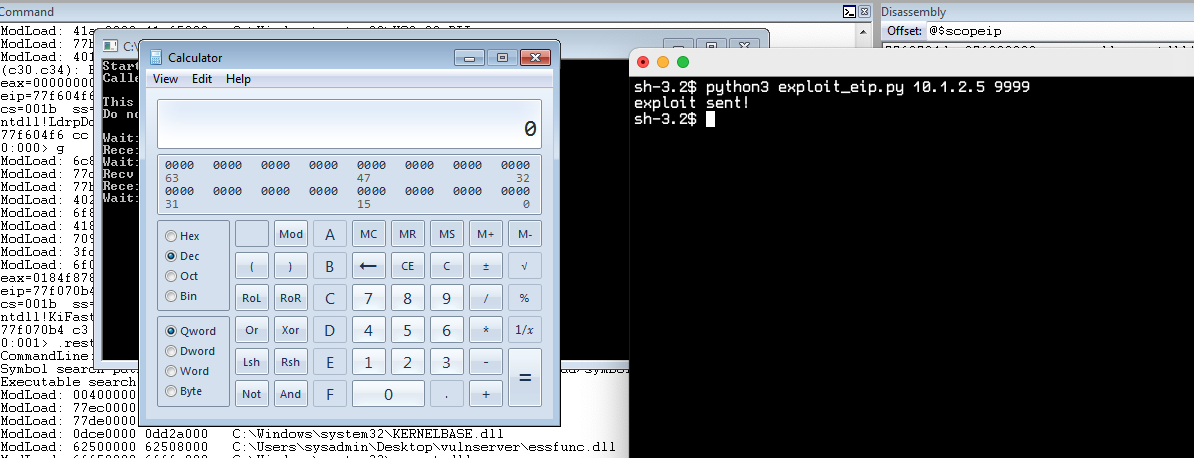 Command
Disassembly
Offset: @$scopeip
ModLoad:
ModLoad: 77b
ModLoad: 401
(c30.c34):
eax=00000000
eip=77f604f6
cs=001b ss=
ntdll!LdrpDo
77f604f6 cc
0:000> g
ModLoad: 6c8
ModLoad:
ModLoad: 77b
ModLoad: 402
ModLoad: 6f8
ModLoad: 418
ModLoad: 709
ModLoad:
ModLoad: 6f0
eax=0184f878
eip=77f070b4
cs=001b ss=
ntdll!KiFast
77f070b4 c3
0:001> .rest
CommandLine:
Symbol search
Executable search
ModLoad: 00400000
ModLoad: 77ec0000
ModLoad: 77de0000
ModLoad: 0dce0000 0dd2a000 C:\Windows\system32\KERNELBASE.dll
ModLoad: 62500000 62508000 C:\Users\sysadmin\Desktop\vulnserver\essfunc.dll
C:\
Start
Calle
This
Do no
Wait:
Rece:
Wait:
Recv
Rece:
Wait:
Calculator
View Edit Help
0
0000 0000 0000 0000 0000 0000 0000 0000
63 47 32
0000 0000 0000 0000 0000 0000 0000 0000
31 15 0
Hex Mod A MC MR MS M+ M-
Dec ( ) B ← CE C ± √
Oct
Bin RoL RoR C 7 8 9 / %
Qword Or Xor D 4 5 6 * 1/x
Dword
Word Lsh Rsh E 1 2 3 - =
Byte Not And F 0 . +
sh-3.2$ python3 exploit_eip.py 10.1.2.5 9999
exploit sent!
sh-3.2$